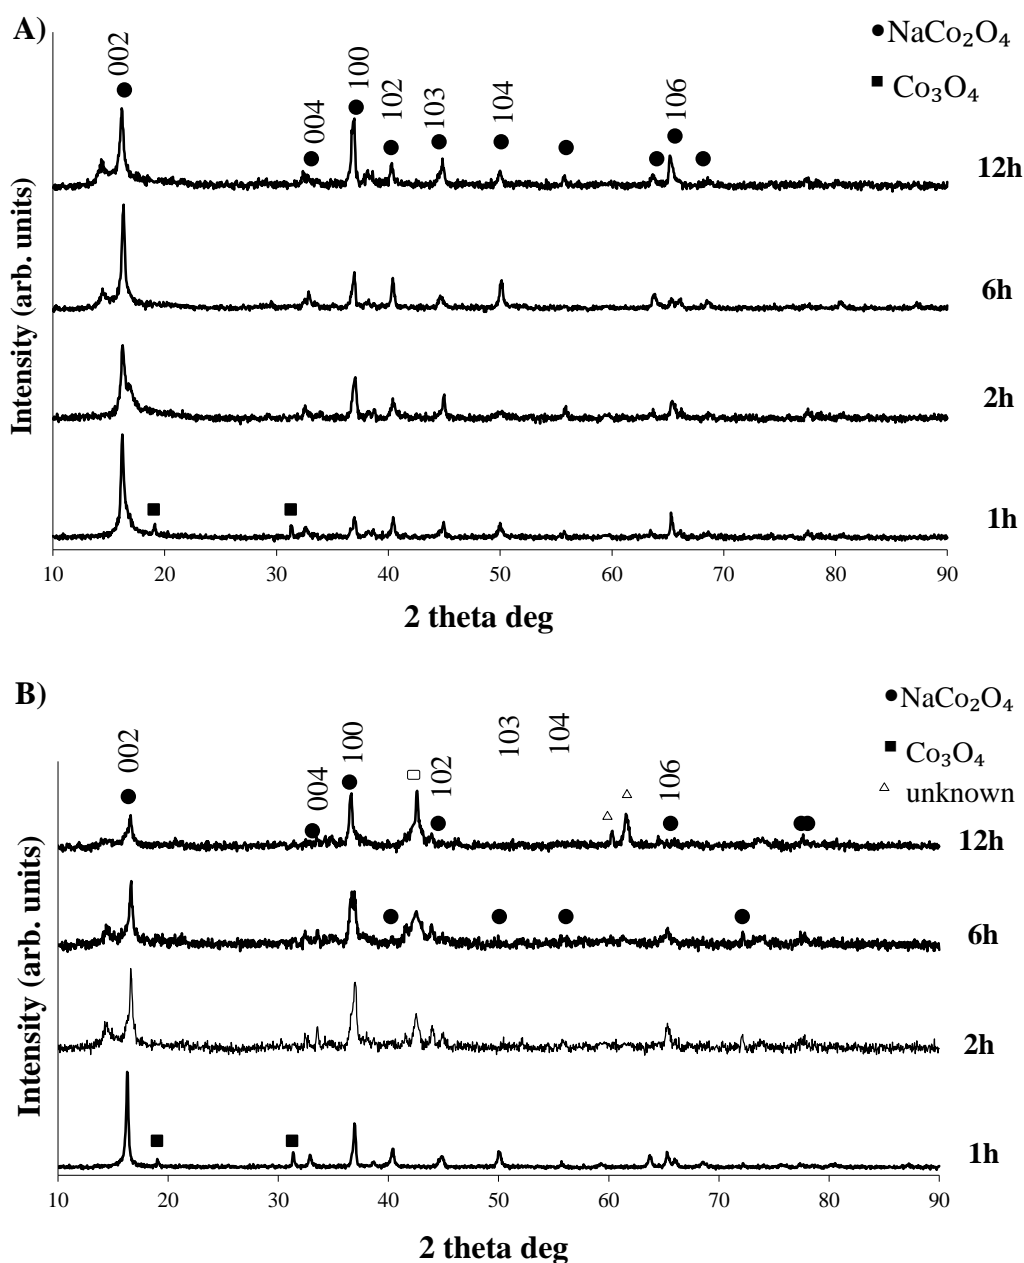 A)
● NaCo₂O₄
■ Co₃O₄
002
004
100
102
103
104
106
12h
6h
2h
1h
Intensity (arb. units)
10 20 30 40 50 60 70 80 90
2 theta deg
B)
● NaCo₂O₄
■ Co₃O₄
△ unknown
002
004
100
102
103
104
106
12h
6h
2h
1h
Intensity (arb. units)
10 20 30 40 50 60 70 80 90
2 theta deg